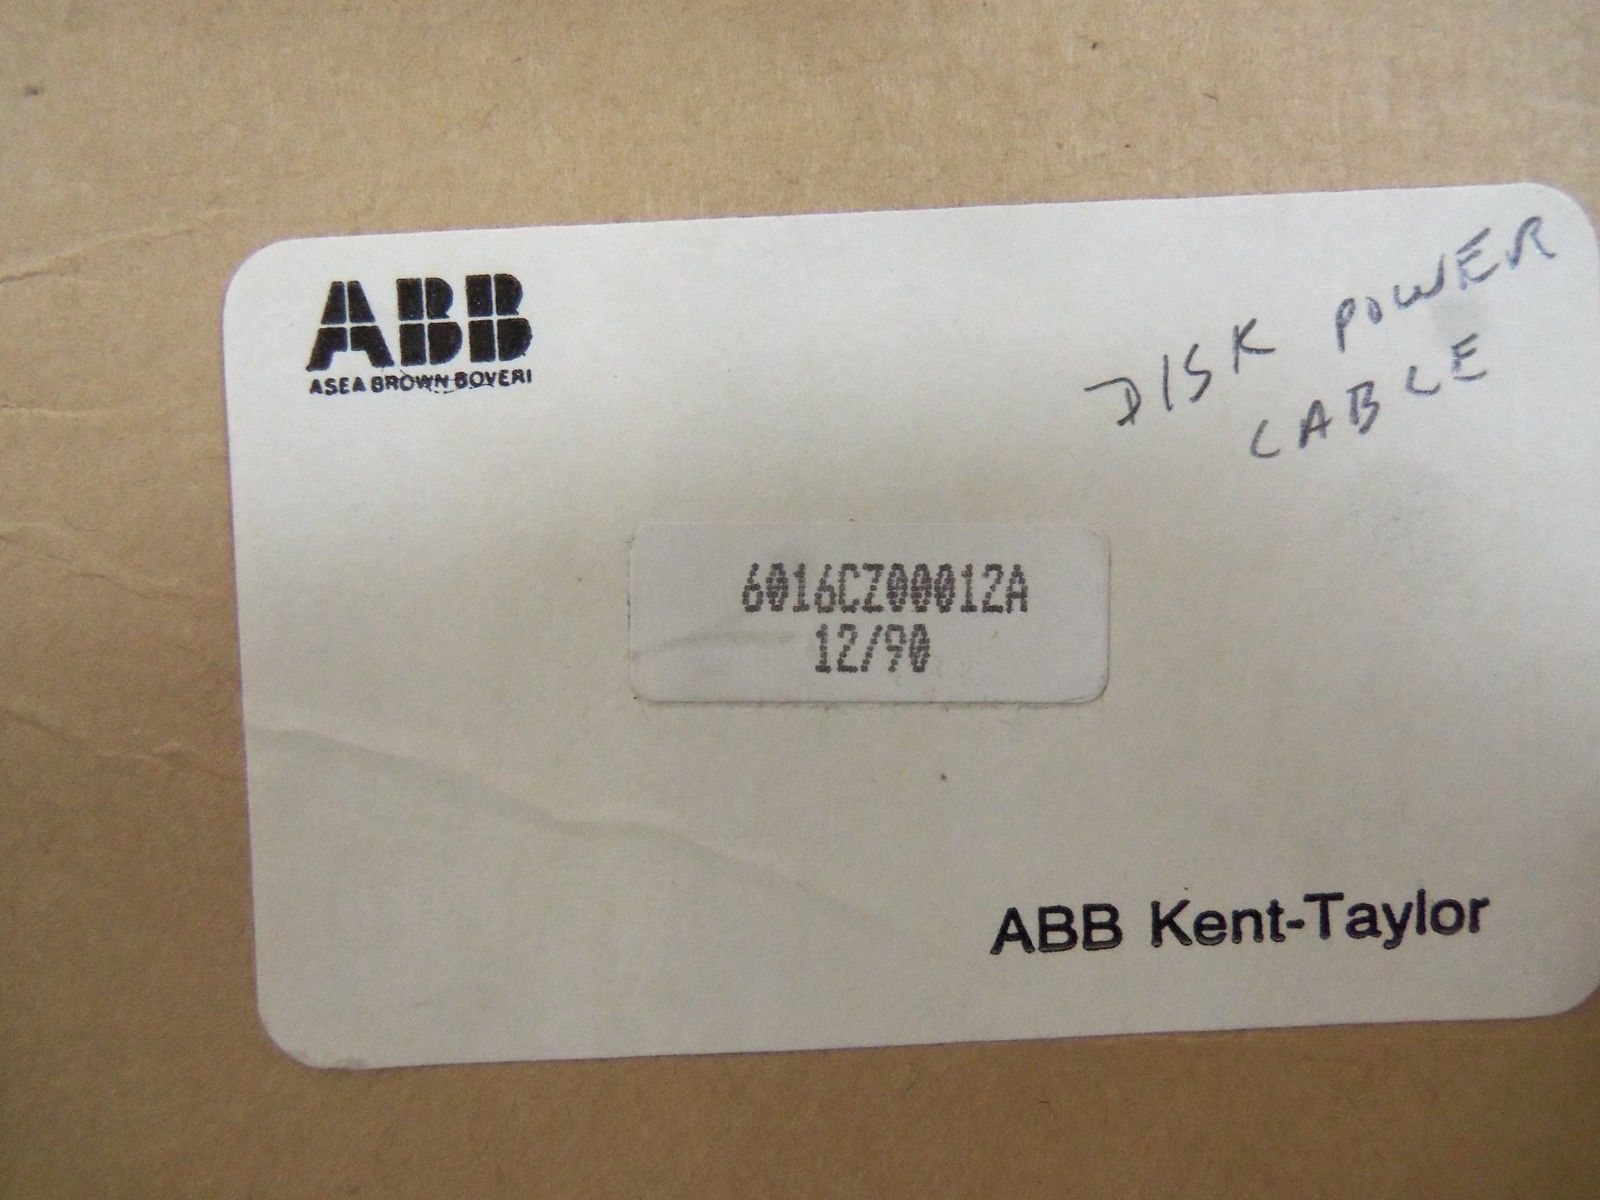 ABB
ASEA BROWN BOVERI
DISK POWER
CABLE
6016CZ00012A
12/90
ABB Kent-Taylor